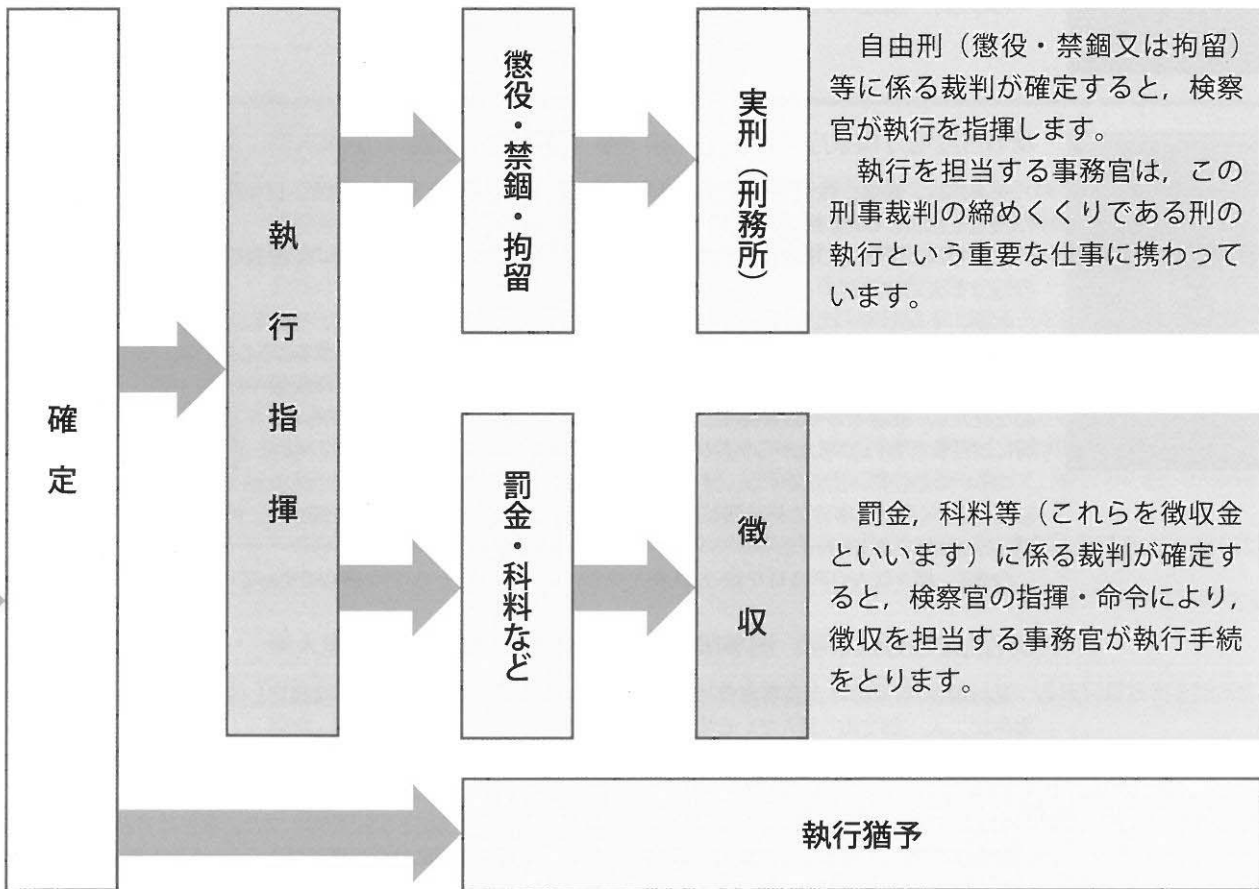 確定
執行指揮
懲役・禁錮・拘留
実刑（刑務所）
　自由刑（懲役・禁錮又は拘留）
等に係る裁判が確定すると，検察
官が執行を指揮します。
　執行を担当する事務官は，この
刑事裁判の締めくくりである刑の
執行という重要な仕事に携わって
います。
罰金・科料など
徴収
　罰金，科料等（これらを徴収金
といいます）に係る裁判が確定す
ると，検察官の指揮・命令により，
徴収を担当する事務官が執行手続
をとります。
執行猶予